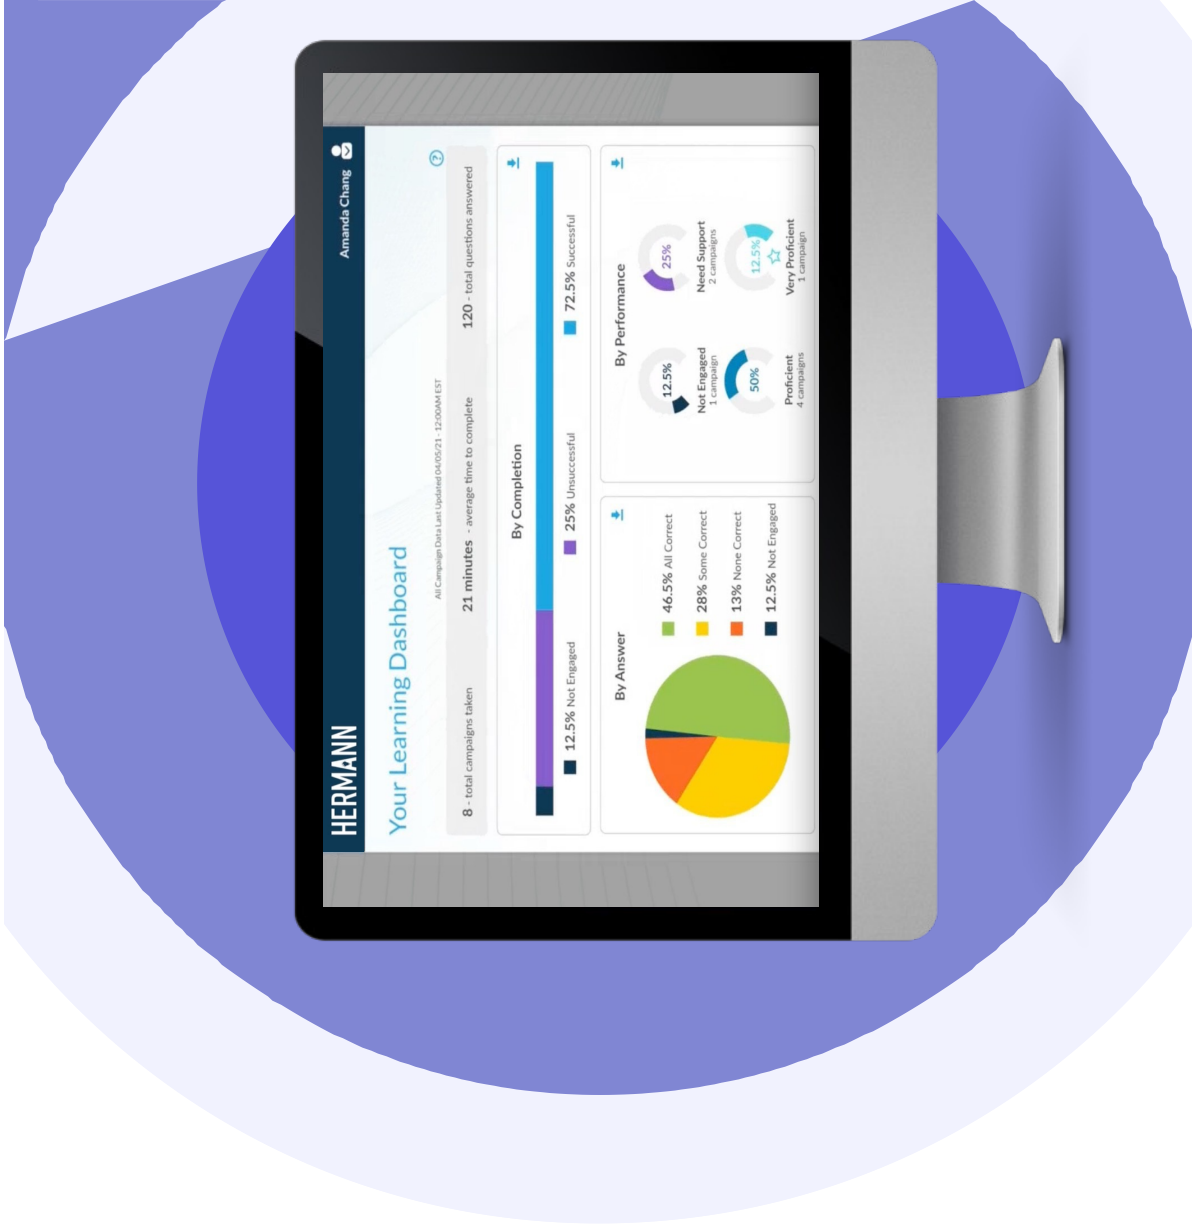 HERMANN
Amanda Chang
Your Learning Dashboard
All Campaign Data Last Updated 04/05/21 - 12:00AM EST
8 - total campaigns taken
21 minutes - average time to complete
120 - total questions answered
By Completion
12.5% Not Engaged
25% Unsuccessful
72.5% Successful
By Answer
46.5% All Correct
28% Some Correct
13% None Correct
12.5% Not Engaged
By Performance
12.5%
Not Engaged
1 campaign
25%
Need Support
2 campaigns
50%
Proficient
4 campaigns
12.5%
Very Proficient
1 campaign